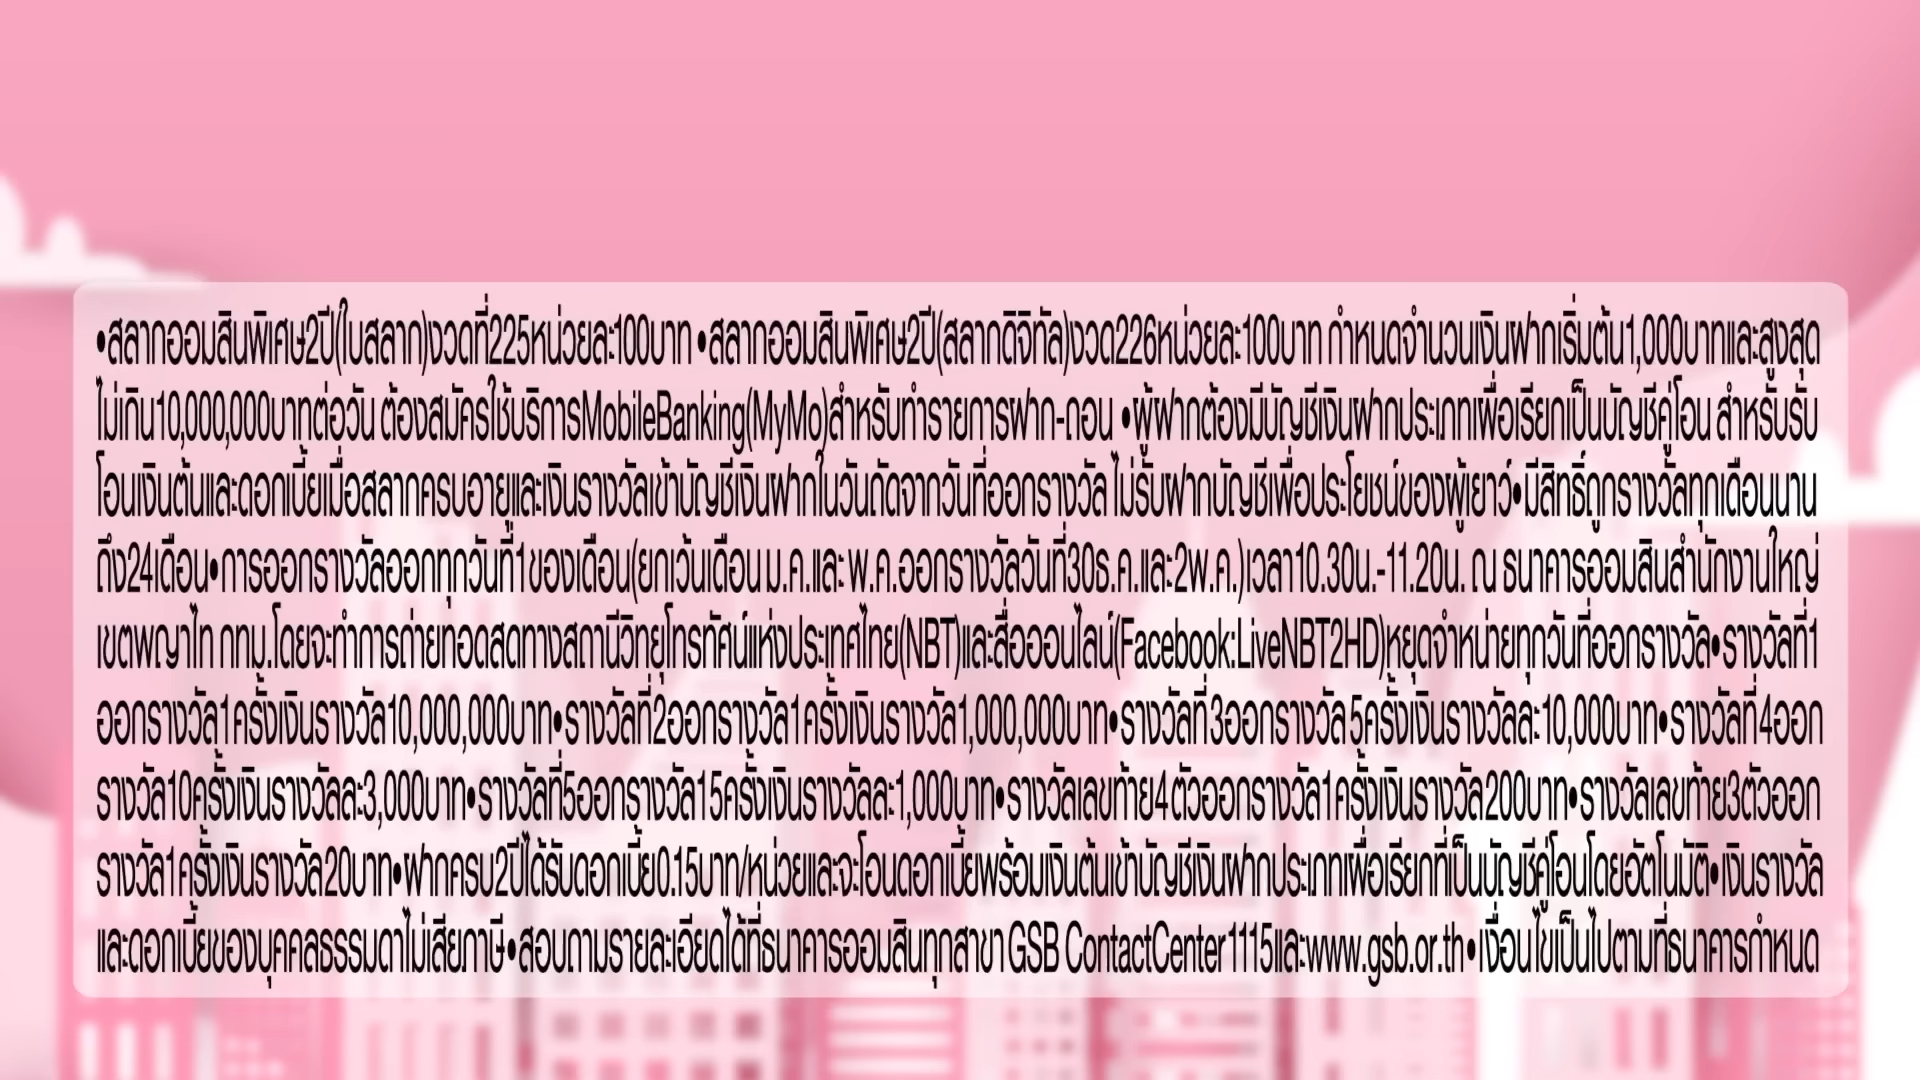 •สลากออมสินพิเศษ2ปี(ใบสลาก)งวดที่225หน่วยละ100บาท •สลากออมสินพิเศษ2ปี(สลากดิจิทัล)งวด226หน่วยละ100บาท กำหนดจำนวนเงินฝากเริ่มต้น1,000บาทและสูงสุด
ไม่เกิน10,000,000บาทต่อวัน ต้องสมัครใช้บริการMobileBanking(MyMo)สำหรับทำรายการฝาก-ถอน •ผู้ฝากต้องมีบัญชีเงินฝากประเภทเผื่อเรียกเป็นบัญชีคู่โอน สำหรับรับ
โอนเงินต้นและดอกเบี้ยเมื่อสลากครบอายุและเงินรางวัลเข้าบัญชีเงินฝากในวันถัดจากวันที่ออกรางวัล ไม่รับฝากบัญชีเพื่อประโยชน์ของผู้เยาว์•มีสิทธิ์ถูกรางวัลทุกเดือนนาน
ถึง24เดือน•การออกรางวัลออกทุกวันที่1ของเดือน(ยกเว้นเดือน ม.ค.และ พ.ค.ออกรางวัลวันที่30ธ.ค.และ2พ.ค.)เวลา10.30น.-11.20น. ณ ธนาคารออมสินสำนักงานใหญ่
เขตพญาไท กทม.โดยจะทำการถ่ายทอดสดทางสถานีวิทยุโทรทัศน์แห่งประเทศไทย(NBT)และสื่อออนไลน์(Facebook:LiveNBT2HD)หยุดจำหน่ายทุกวันที่ออกรางวัล•รางวัลที่1
ออกรางวัล1ครั้งเงินรางวัล10,000,000บาท•รางวัลที่2ออกรางวัล1ครั้งเงินรางวัล1,000,000บาท•รางวัลที่3ออกรางวัล5ครั้งเงินรางวัลละ10,000บาท•รางวัลที่4ออก
รางวัล10ครั้งเงินรางวัลละ3,000บาท•รางวัลที่5ออกรางวัล15ครั้งเงินรางวัลละ1,000บาท•รางวัลเลขท้าย4ตัวออกรางวัล1ครั้งเงินรางวัล200บาท•รางวัลเลขท้าย3ตัวออก
รางวัล1ครั้งเงินรางวัล20บาท•ฝากครบ2ปีได้รับดอกเบี้ย0.15บาท/หน่วยและจะโอนดอกเบี้ยพร้อมเงินต้นเข้าบัญชีเงินฝากประเภทเผื่อเรียกที่เป็นบัญชีคู่โอนโดยอัตโนมัติ•เงินรางวัล
และดอกเบี้ยของบุคคลธรรมดาไม่เสียภาษี•สอบถามรายละเอียดได้ที่ธนาคารออมสินทุกสาขา GSB ContactCenter1115และwww.gsb.or.th•เงื่อนไขเป็นไปตามที่ธนาคารกำหนด